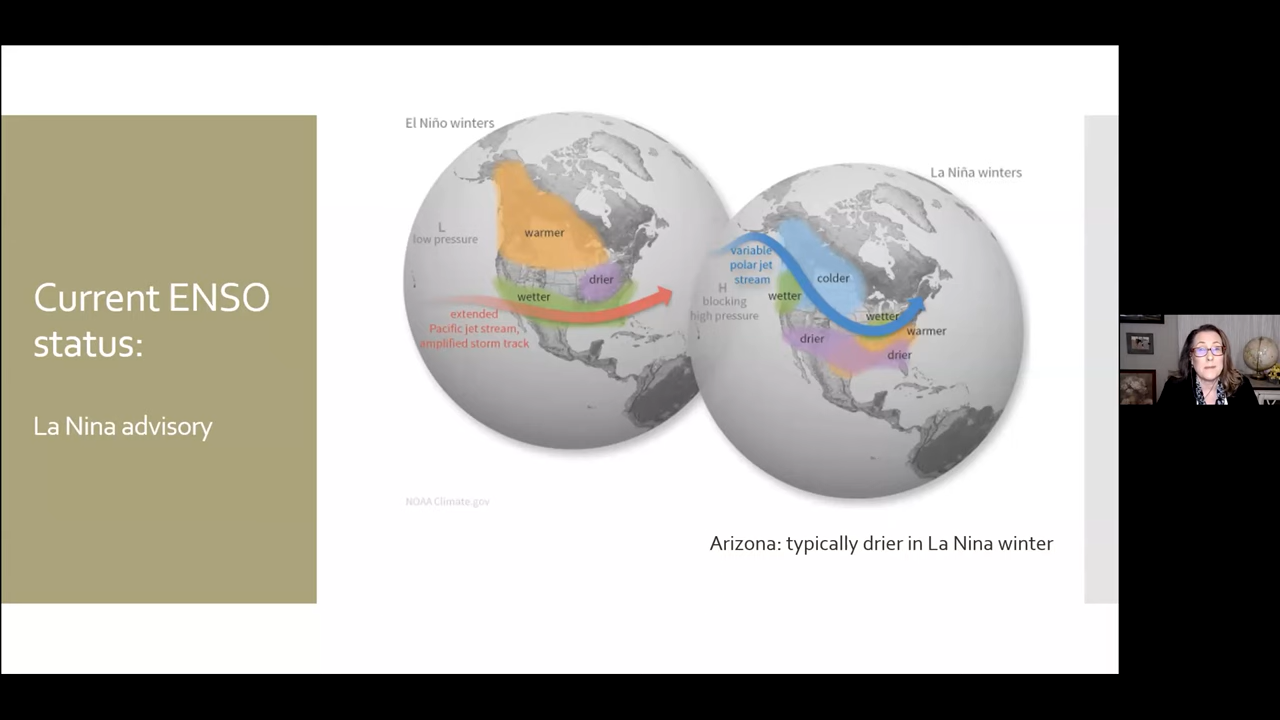 Current ENSO
status:
La Nina advisory
El Niño winters
L
low pressure
warmer
drier
wetter
extended
Pacific jet stream,
amplified storm track
La Niña winters
variable
polar jet
stream
H
blocking
high pressure
colder
wetter
wetter
warmer
drier
drier
NOAA Climate.gov
Arizona: typically drier in La Nina winter